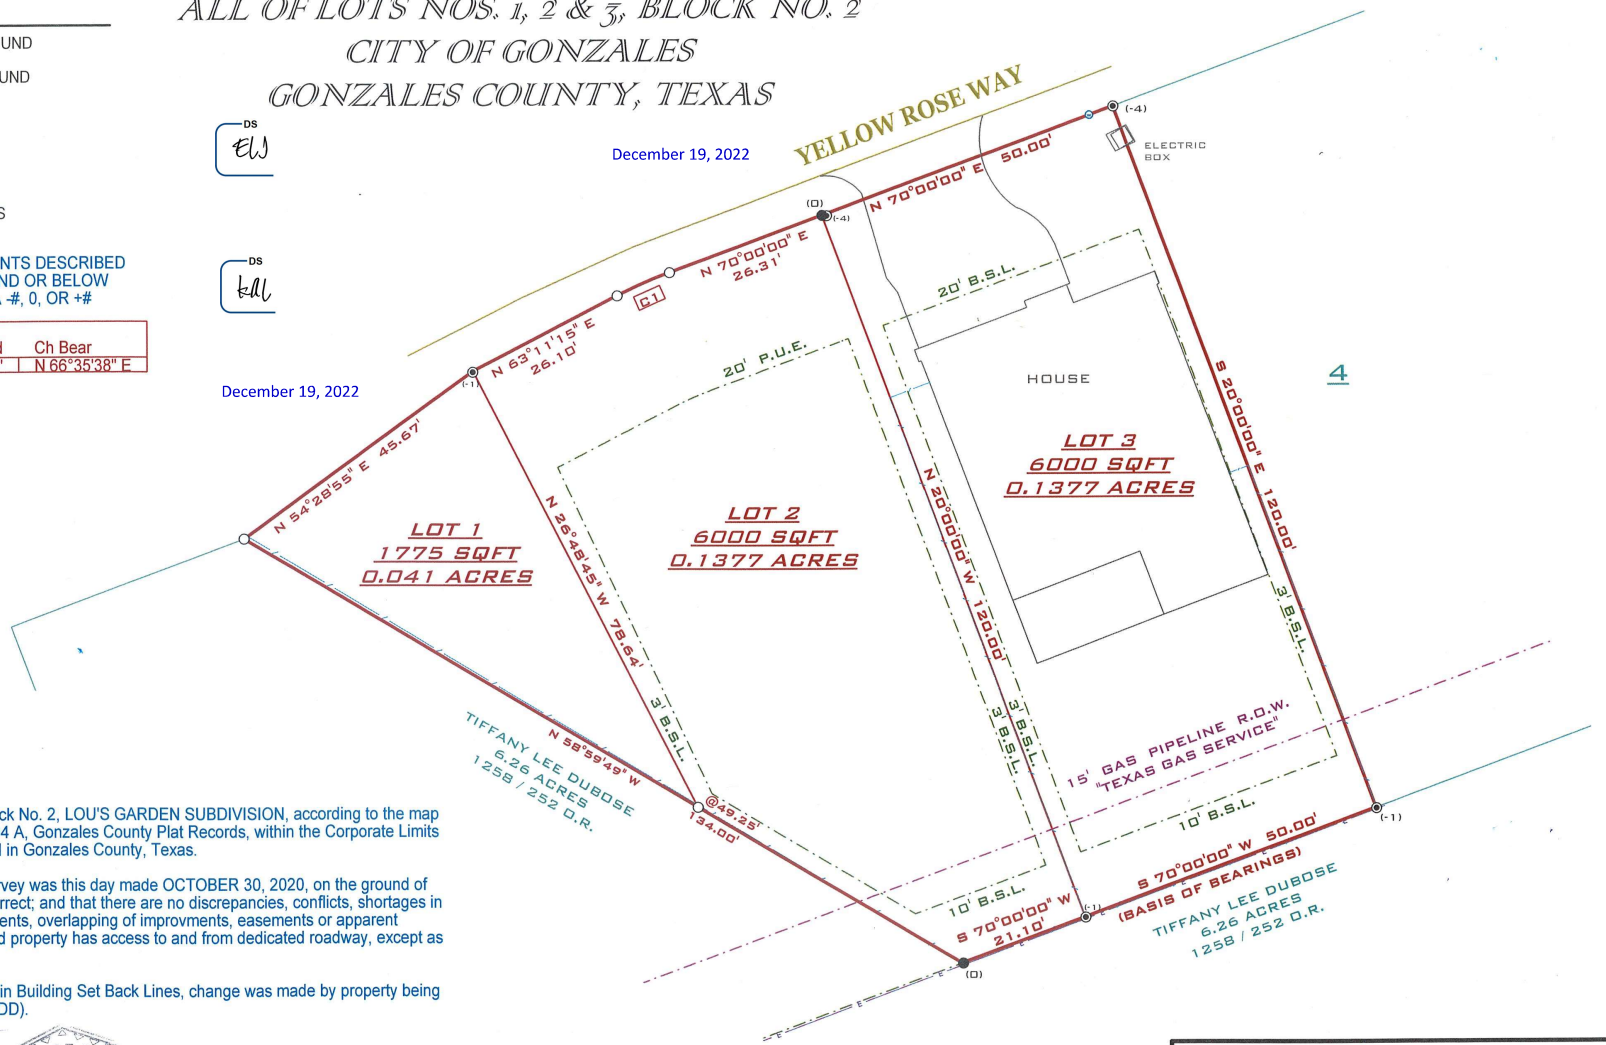 ALL OF LOTS NOS. 1, 2 & 3, BLOCK NO. 2
CITY OF GONZALES
GONZALES COUNTY, TEXAS
UND
UND
S
NTS DESCRIBED
ND OR BELOW
-#, 0, OR +#
Ch Bear
N 66°35'38" E
DS
DS
December 19, 2022
December 19, 2022
YELLOW ROSE WAY
(-4)
ELECTRIC
BOX
N 70°00'00" E 50.00'
(0)
(-4)
N 70°00'00" E
26.31'
C1
N 63°11'15" E
26.10'
(-1)
N 54°28'55" E 45.67'
20' B.S.L.
20' P.U.E.
HOUSE
4
S 20°00'00" E 120.00'
LOT 3
6000 SQFT
0.1377 ACRES
LOT 2
6000 SQFT
0.1377 ACRES
LOT 1
1775 SQFT
0.041 ACRES
N 26°48'45" W 78.64'
N 20°00'00" W 120.00'
3' B.S.L.
3' B.S.L.
3' B.S.L.
3' B.S.L.
15' GAS PIPELINE R.O.W.
"TEXAS GAS SERVICE"
N 58°59'49" W
@49.25'
134.00'
TIFFANY LEE DUBOSE
6.26 ACRES
1258 / 252 O.R.
10' B.S.L.
10' B.S.L.
S 70°00'00" W 50.00'
(BASIS OF BEARINGS)
(-1)
(-1)
S 70°00'00" W
21.10'
(0)
TIFFANY LEE DUBOSE
6.26 ACRES
1258 / 252 O.R.
ck No. 2, LOU'S GARDEN SUBDIVISION, according to the map
4 A, Gonzales County Plat Records, within the Corporate Limits
in Gonzales County, Texas.
rvey was this day made OCTOBER 30, 2020, on the ground of
rrect; and that there are no discrepancies, conflicts, shortages in
ents, overlapping of improvments, easements or apparent
d property has access to and from dedicated roadway, except as
in Building Set Back Lines, change was made by property being
DD).